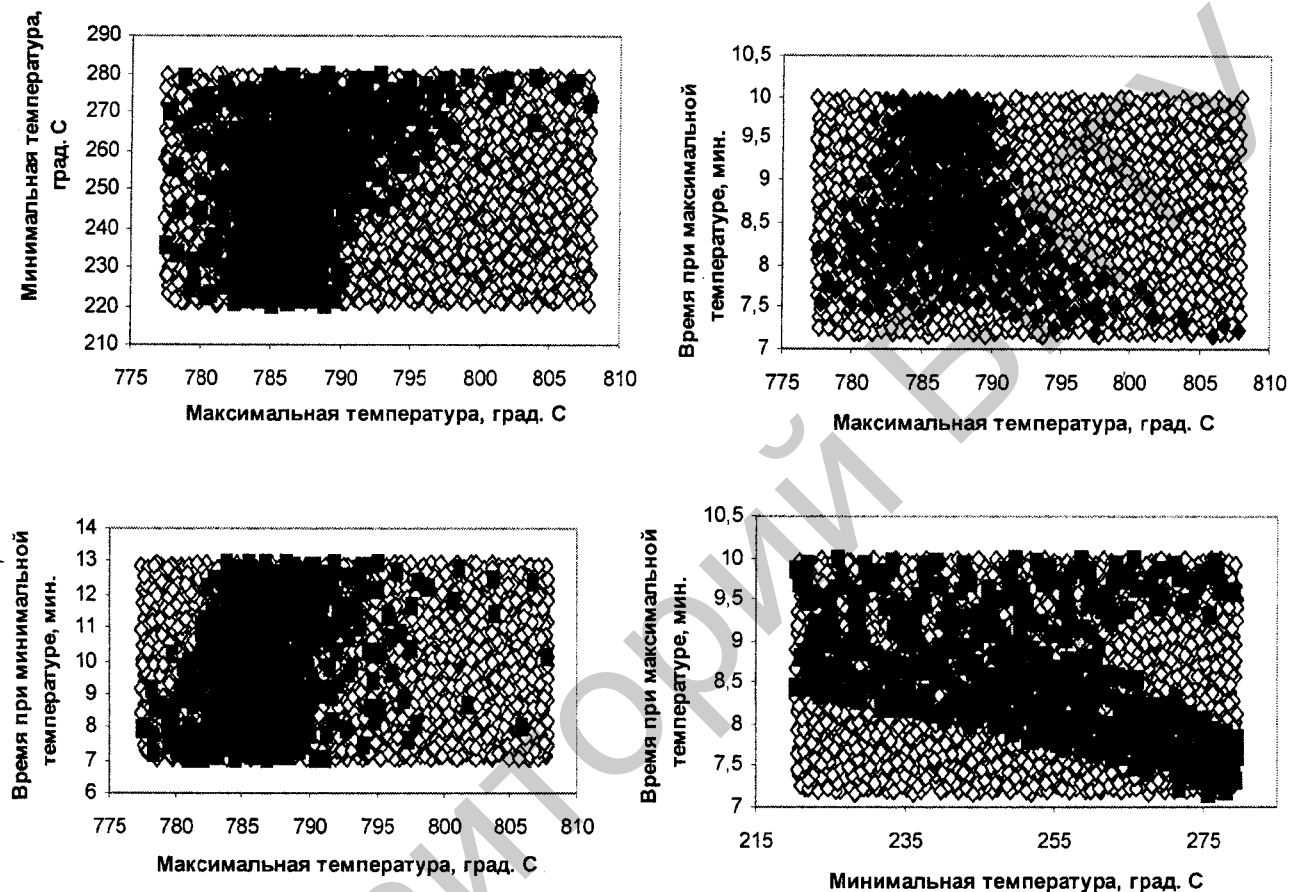 Минимальная температура,
град. С
290
280
270
260
250
240
230
220
210
775 780 785 790 795 800 805 810
Максимальная температура, град. С
Время при максимальной
температуре, мин.
10,5
10
9,5
9
8,5
8
7,5
7
775 780 785 790 795 800 805 810
Максимальная температура, град. С
Время при минимальной
температуре, мин.
14
13
12
11
10
9
8
7
6
775 780 785 790 795 800 805 810
Максимальная температура, град. С
Время при максимальной
температуре, мин.
10,5
10
9,5
9
8,5
8
7,5
7
215 235 255 275
Минимальная температура, град. С